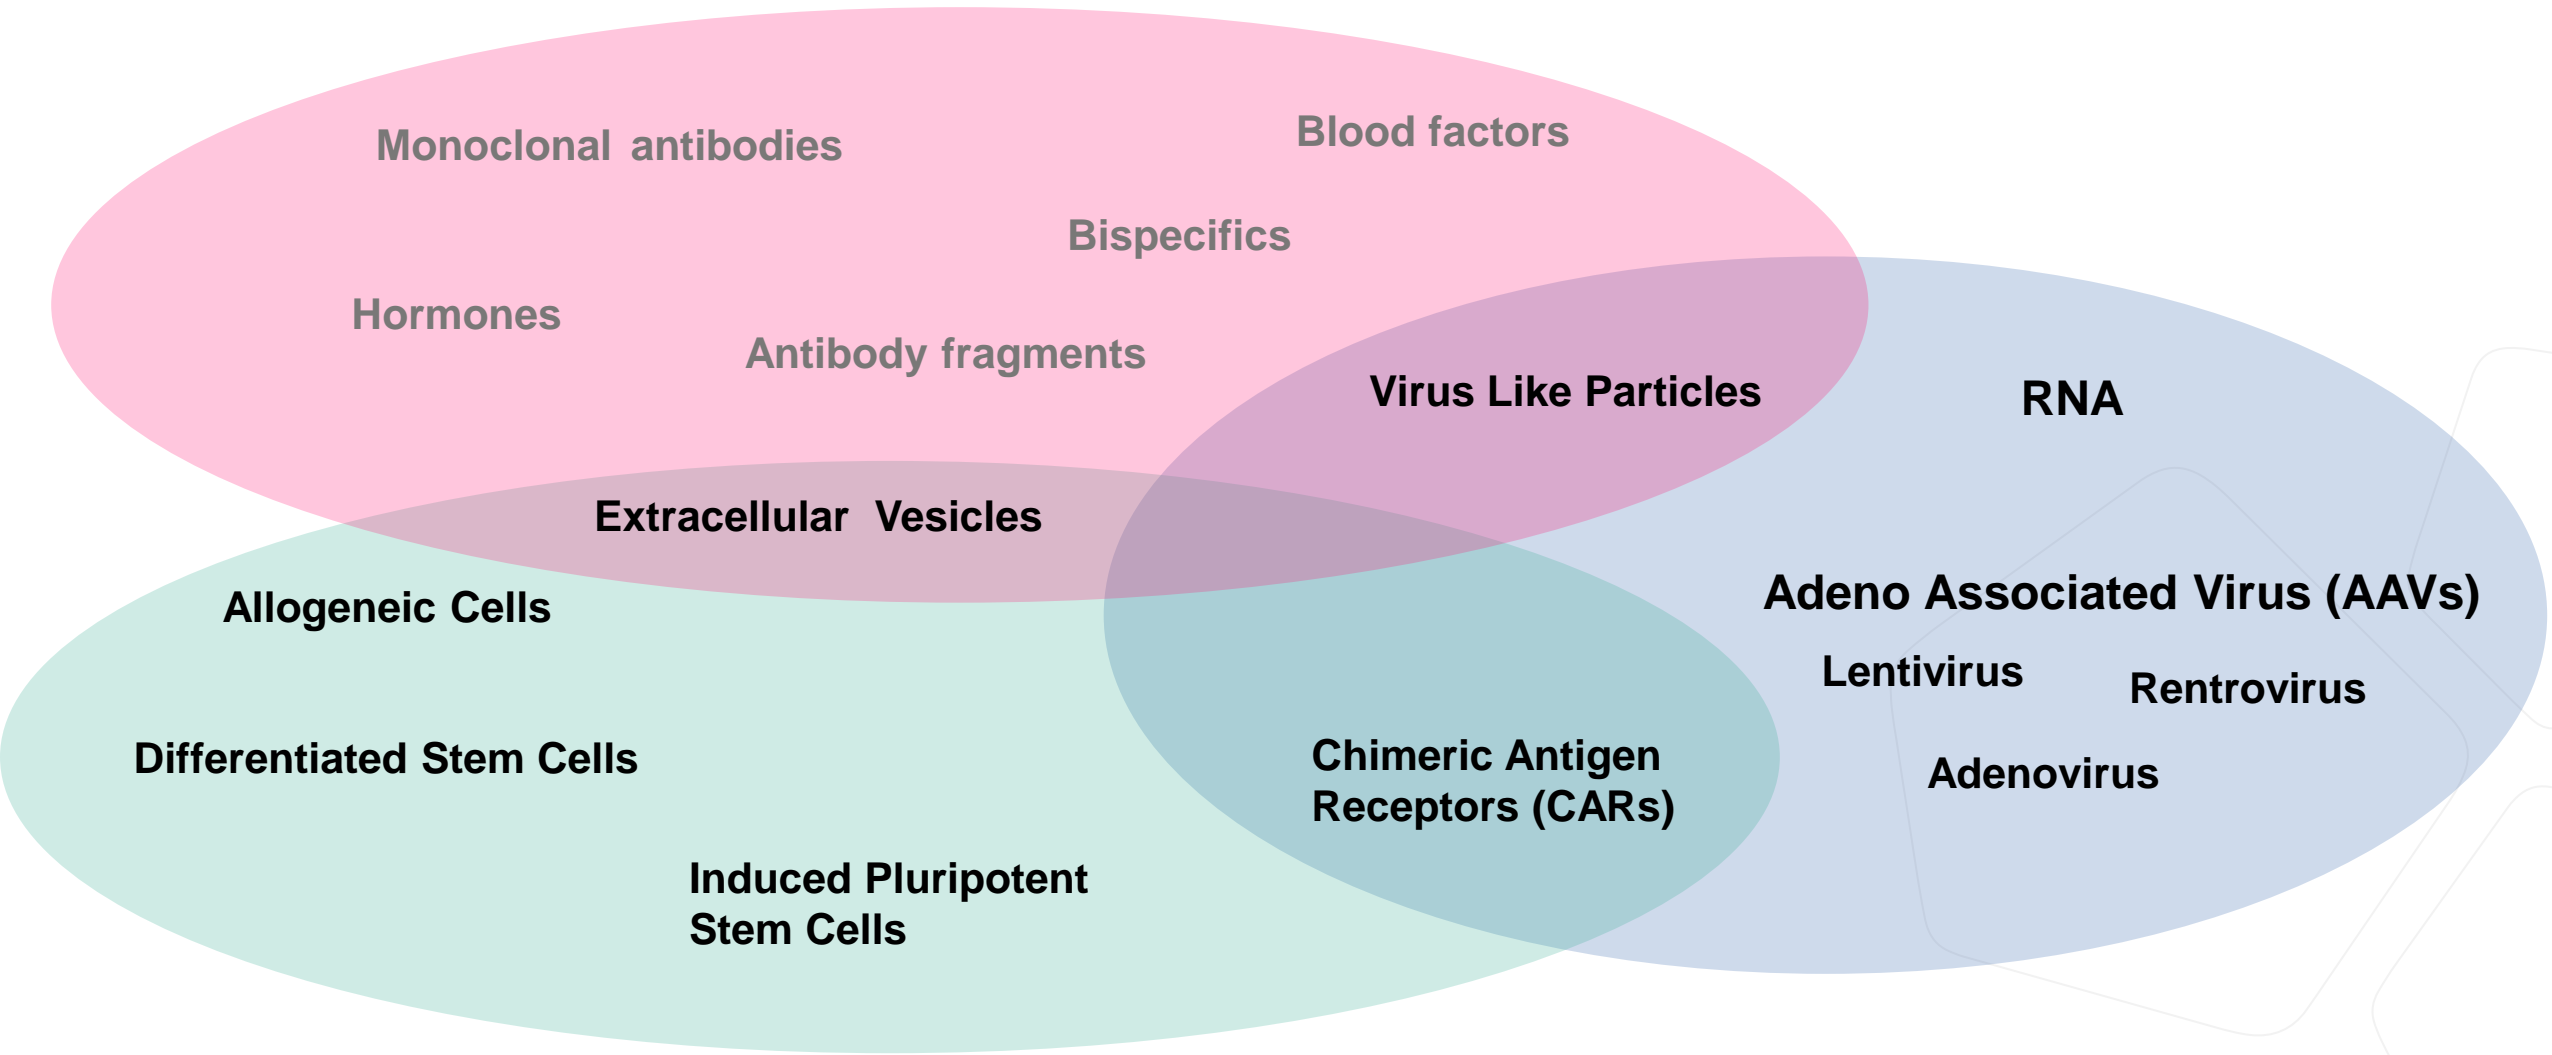 Monoclonal antibodies
Blood factors
Bispecifics
Hormones
Antibody fragments
Virus Like Particles
RNA
Extracellular Vesicles
Allogeneic Cells
Adeno Associated Virus (AAVs)
Lentivirus
Rentrovirus
Differentiated Stem Cells
Chimeric Antigen
Receptors (CARs)
Adenovirus
Induced Pluripotent
Stem Cells